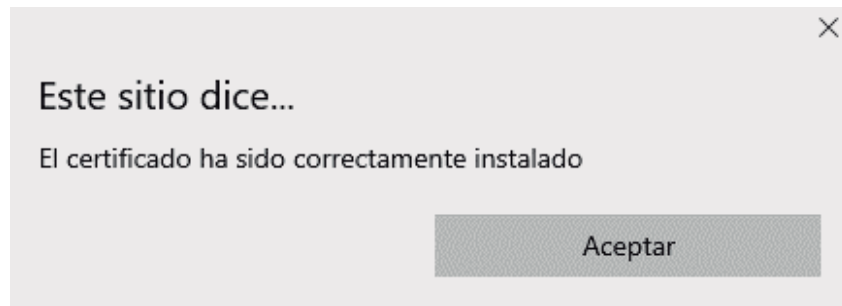 Este sitio dice...
El certificado ha sido correctamente instalado
Aceptar